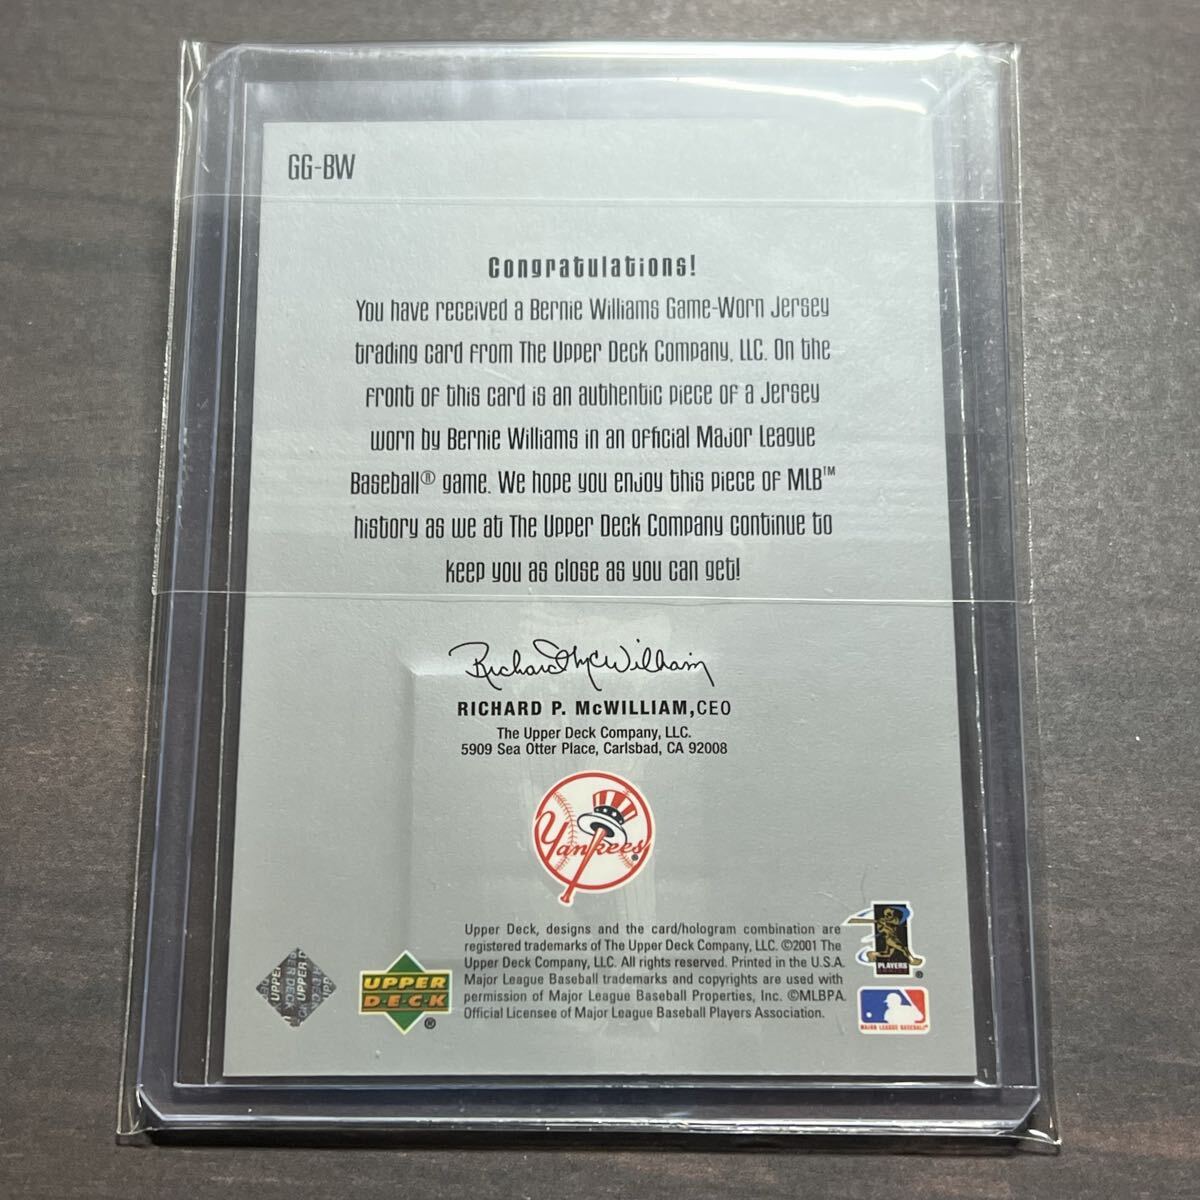 GG-BW
Congratulations!
You have received a Bernie Williams Game-Worn Jersey
trading card from The Upper Deck Company, LLC. On the
front of this card is an authentic piece of a Jersey
worn by Bernie Williams in an official Major League
Baseball® game. We hope you enjoy this piece of MLB™
history as we at The Upper Deck Company continue to
keep you as close as you can get!
Richard McWilliam
RICHARD P. McWILLIAM, CEO
The Upper Deck Company, LLC.
5909 Sea Otter Place, Carlsbad, CA 92008
Yankees®
Upper Deck, designs and the card/hologram combination are
registered trademarks of The Upper Deck Company, LLC. ©2001 The
Upper Deck Company, LLC. All rights reserved. Printed in the U.S.A.
Major League Baseball trademarks and copyrights are used with
permission of Major League Baseball Properties, Inc. ©MLBPA.
Official Licensee of Major League Baseball Players Association.
UPPER
DECK®
UPPER
PLAYERS
®
MAJOR LEAGUE BASEBALL®